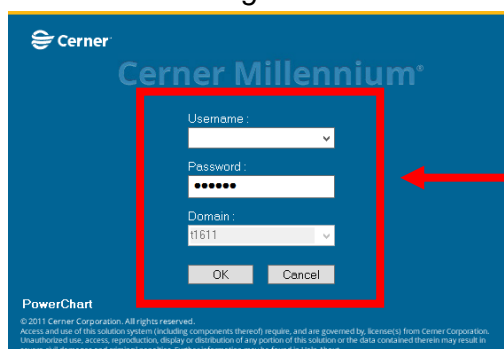 Cerner
Cerner Millennium®
Username :
Password :
••••••
Domain :
t1611
OK Cancel
PowerChart
© 2011 Cerner Corporation. All rights reserved.
Access and use of this solution system (including components thereof) require, and are governed by, license(s) from Cerner Corporation.
Unauthorized use, access, reproduction, display or distribution of any portion of this solution or the data contained therein may result in